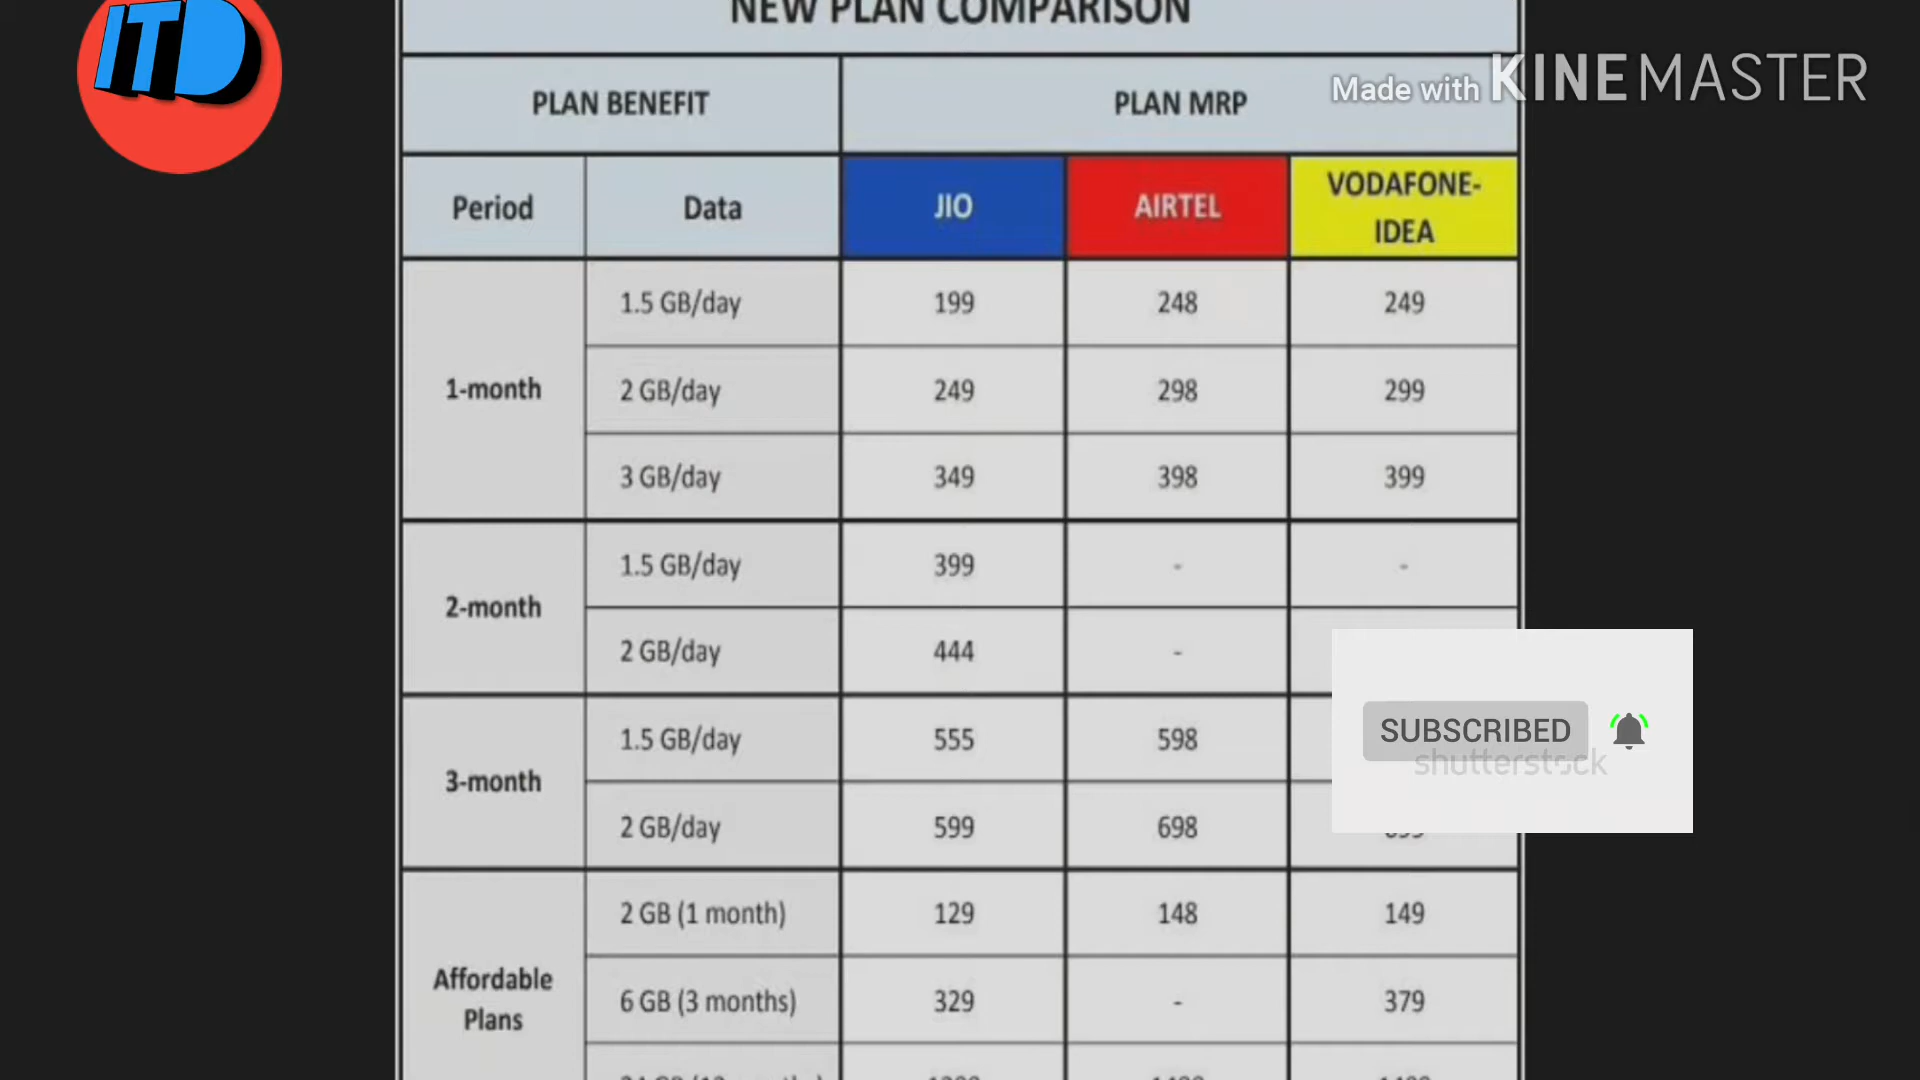 NEW PLAN COMPARISON
ITD
Made with KINEMASTER
PLAN BENEFIT PLAN MRP
Period Data JIO AIRTEL VODAFONE-
IDEA
1-month
1.5 GB/day 199 248 249
2 GB/day 249 298 299
3 GB/day 349 398 399
2-month
1.5 GB/day 399 - -
2 GB/day 444 -
3-month
1.5 GB/day 555 598
2 GB/day 599 698
SUBSCRIBED
shutterstock
Affordable
Plans
2 GB (1 month) 129 148 149
6 GB (3 months) 329 - 379